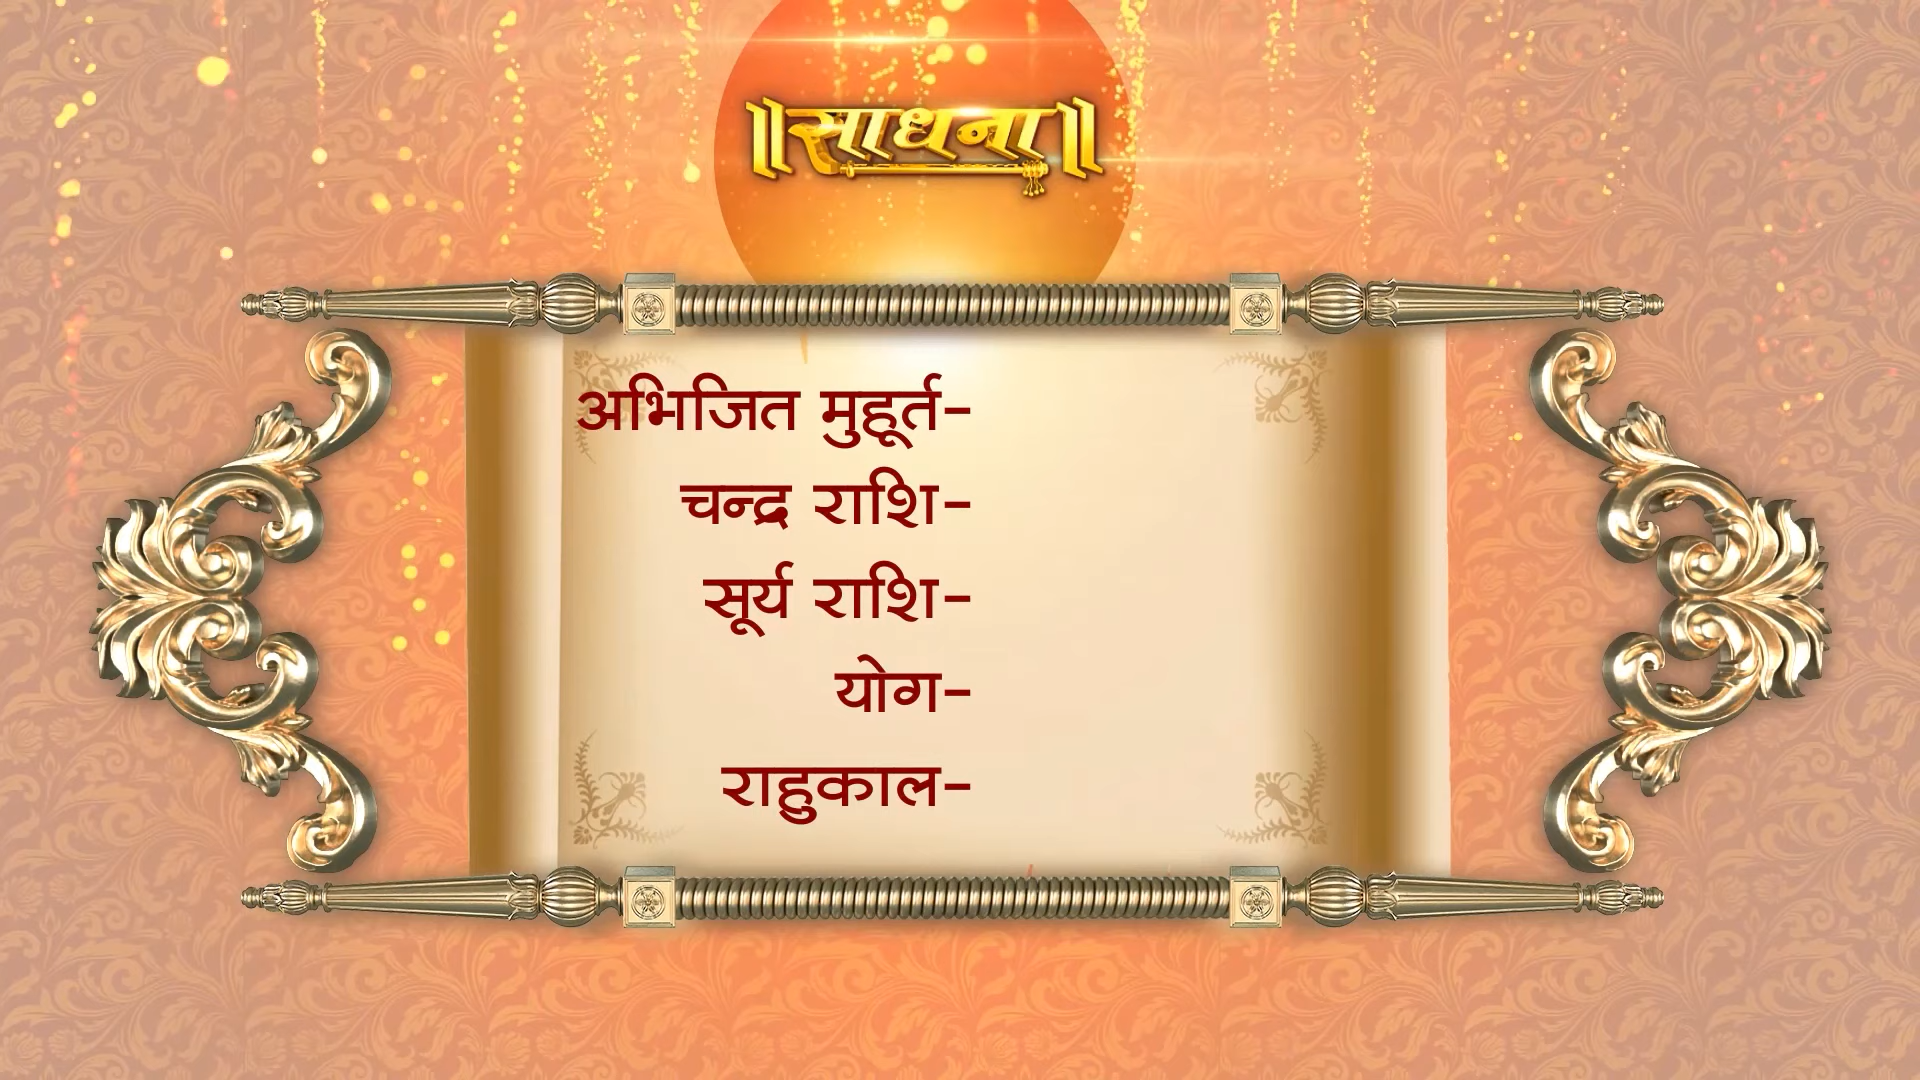 ॥साधना॥
अभिजित मुहूर्त-
चन्द्र राशि-
सूर्य राशि-
योग-
राहुकाल-